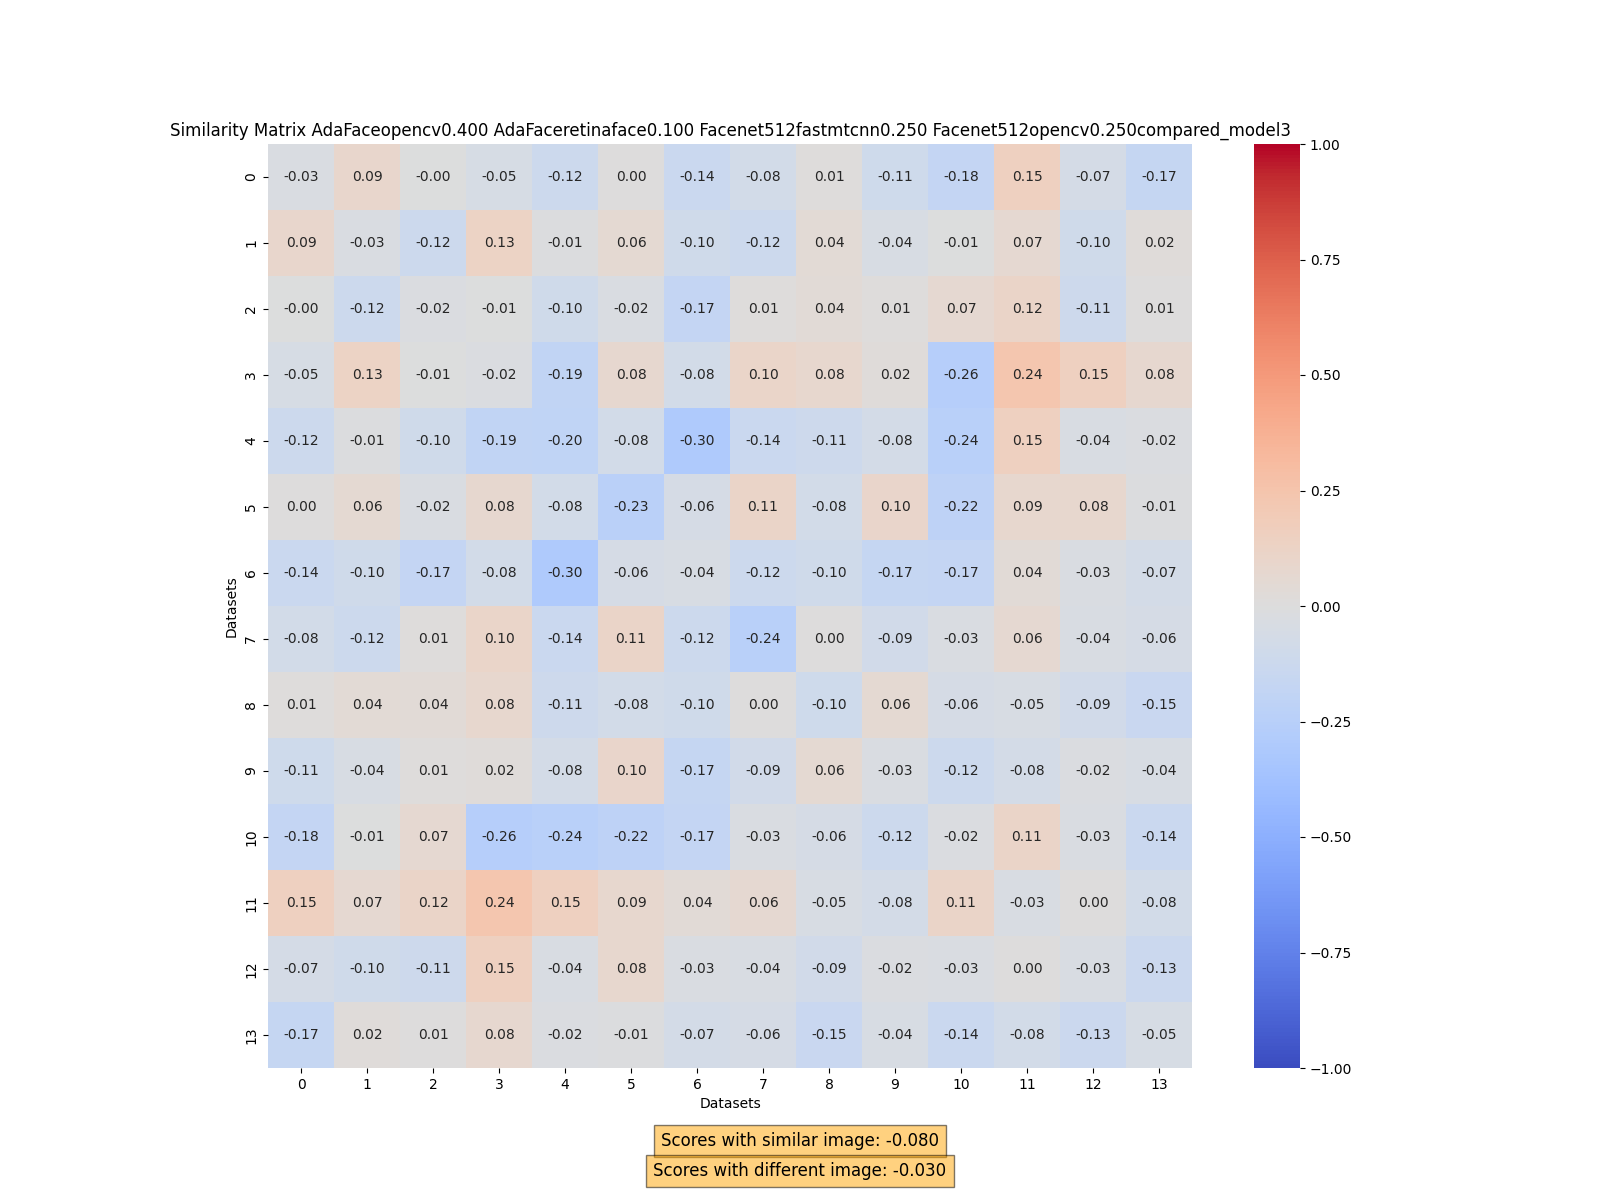 Similarity Matrix AdaFaceopencv0.400 AdaFaceretinaface0.100 Facenet512fastmtcnn0.250 Facenet512opencv0.250compared_model3
0 -0.03 0.09 -0.00 -0.05 -0.12 0.00 -0.14 -0.08 0.01 -0.11 -0.18 0.15 -0.07 -0.17
1 0.09 -0.03 -0.12 0.13 -0.01 0.06 -0.10 -0.12 0.04 -0.04 -0.01 0.07 -0.10 0.02
2 -0.00 -0.12 -0.02 -0.01 -0.10 -0.02 -0.17 0.01 0.04 0.01 0.07 0.12 -0.11 0.01
3 -0.05 0.13 -0.01 -0.02 -0.19 0.08 -0.08 0.10 0.08 0.02 -0.26 0.24 0.15 0.08
4 -0.12 -0.01 -0.10 -0.19 -0.20 -0.08 -0.30 -0.14 -0.11 -0.08 -0.24 0.15 -0.04 -0.02
5 0.00 0.06 -0.02 0.08 -0.08 -0.23 -0.06 0.11 -0.08 0.10 -0.22 0.09 0.08 -0.01
6 -0.14 -0.10 -0.17 -0.08 -0.30 -0.06 -0.04 -0.12 -0.10 -0.17 -0.17 0.04 -0.03 -0.07
7 -0.08 -0.12 0.01 0.10 -0.14 0.11 -0.12 -0.24 0.00 -0.09 -0.03 0.06 -0.04 -0.06
8 0.01 0.04 0.04 0.08 -0.11 -0.08 -0.10 0.00 -0.10 0.06 -0.06 -0.05 -0.09 -0.15
9 -0.11 -0.04 0.01 0.02 -0.08 0.10 -0.17 -0.09 0.06 -0.03 -0.12 -0.08 -0.02 -0.04
10 -0.18 -0.01 0.07 -0.26 -0.24 -0.22 -0.17 -0.03 -0.06 -0.12 -0.02 0.11 -0.03 -0.14
11 0.15 0.07 0.12 0.24 0.15 0.09 0.04 0.06 -0.05 -0.08 0.11 -0.03 0.00 -0.08
12 -0.07 -0.10 -0.11 0.15 -0.04 0.08 -0.03 -0.04 -0.09 -0.02 -0.03 0.00 -0.03 -0.13
13 -0.17 0.02 0.01 0.08 -0.02 -0.01 -0.07 -0.06 -0.15 -0.04 -0.14 -0.08 -0.13 -0.05
0 1 2 3 4 5 6 7 8 9 10 11 12 13
Datasets
Datasets
1.00
0.75
0.50
0.25
0.00
−0.25
−0.50
−0.75
−1.00
Scores with similar image: -0.080
Scores with different image: -0.030